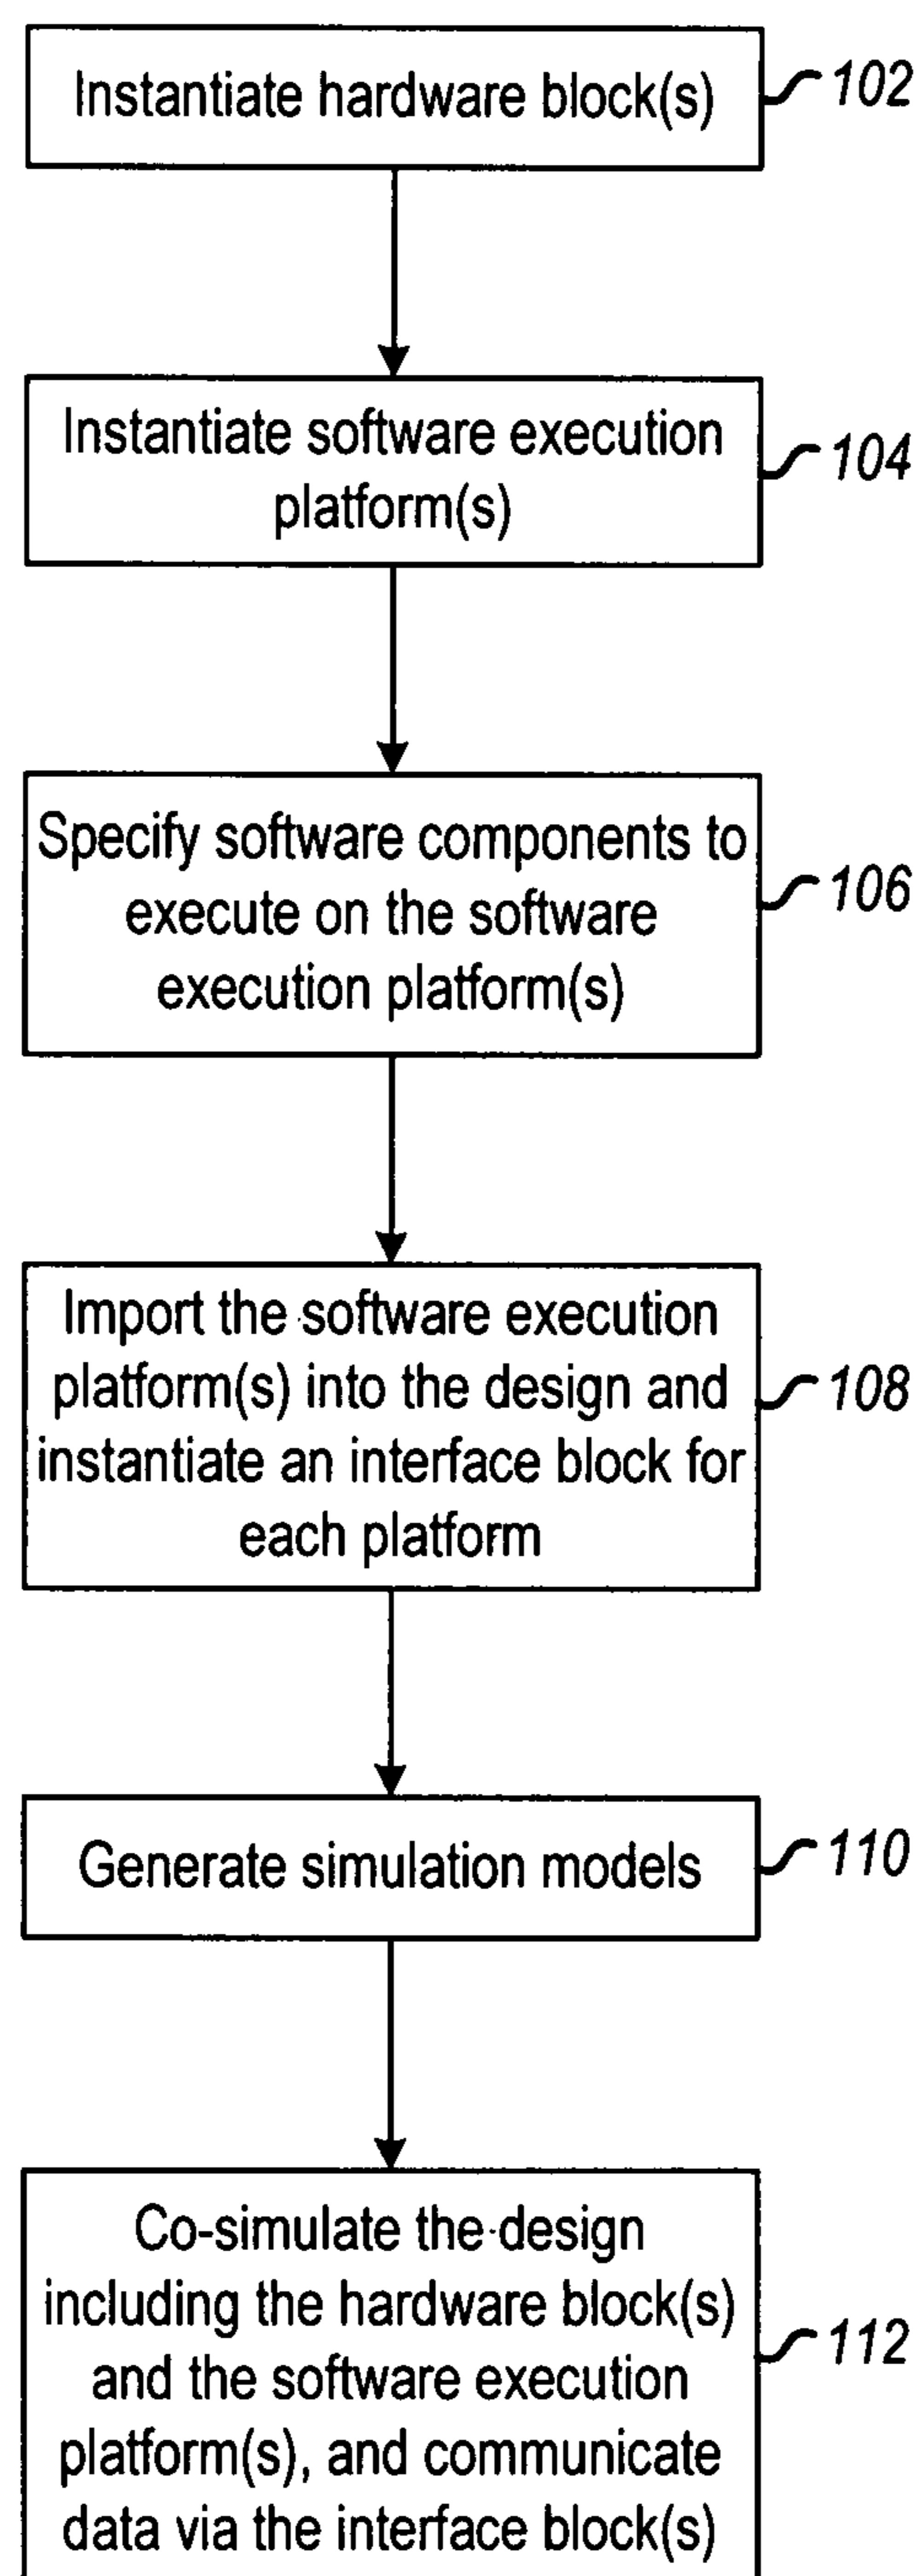 Instantiate hardware block(s)
102
Instantiate software execution
platform(s)
104
Specify software components to
execute on the software
execution platform(s)
106
Import the software execution
platform(s) into the design and
instantiate an interface block for
each platform
108
Generate simulation models
110
Co-simulate the design
including the hardware block(s)
and the software execution
platform(s), and communicate
data via the interface block(s)
112